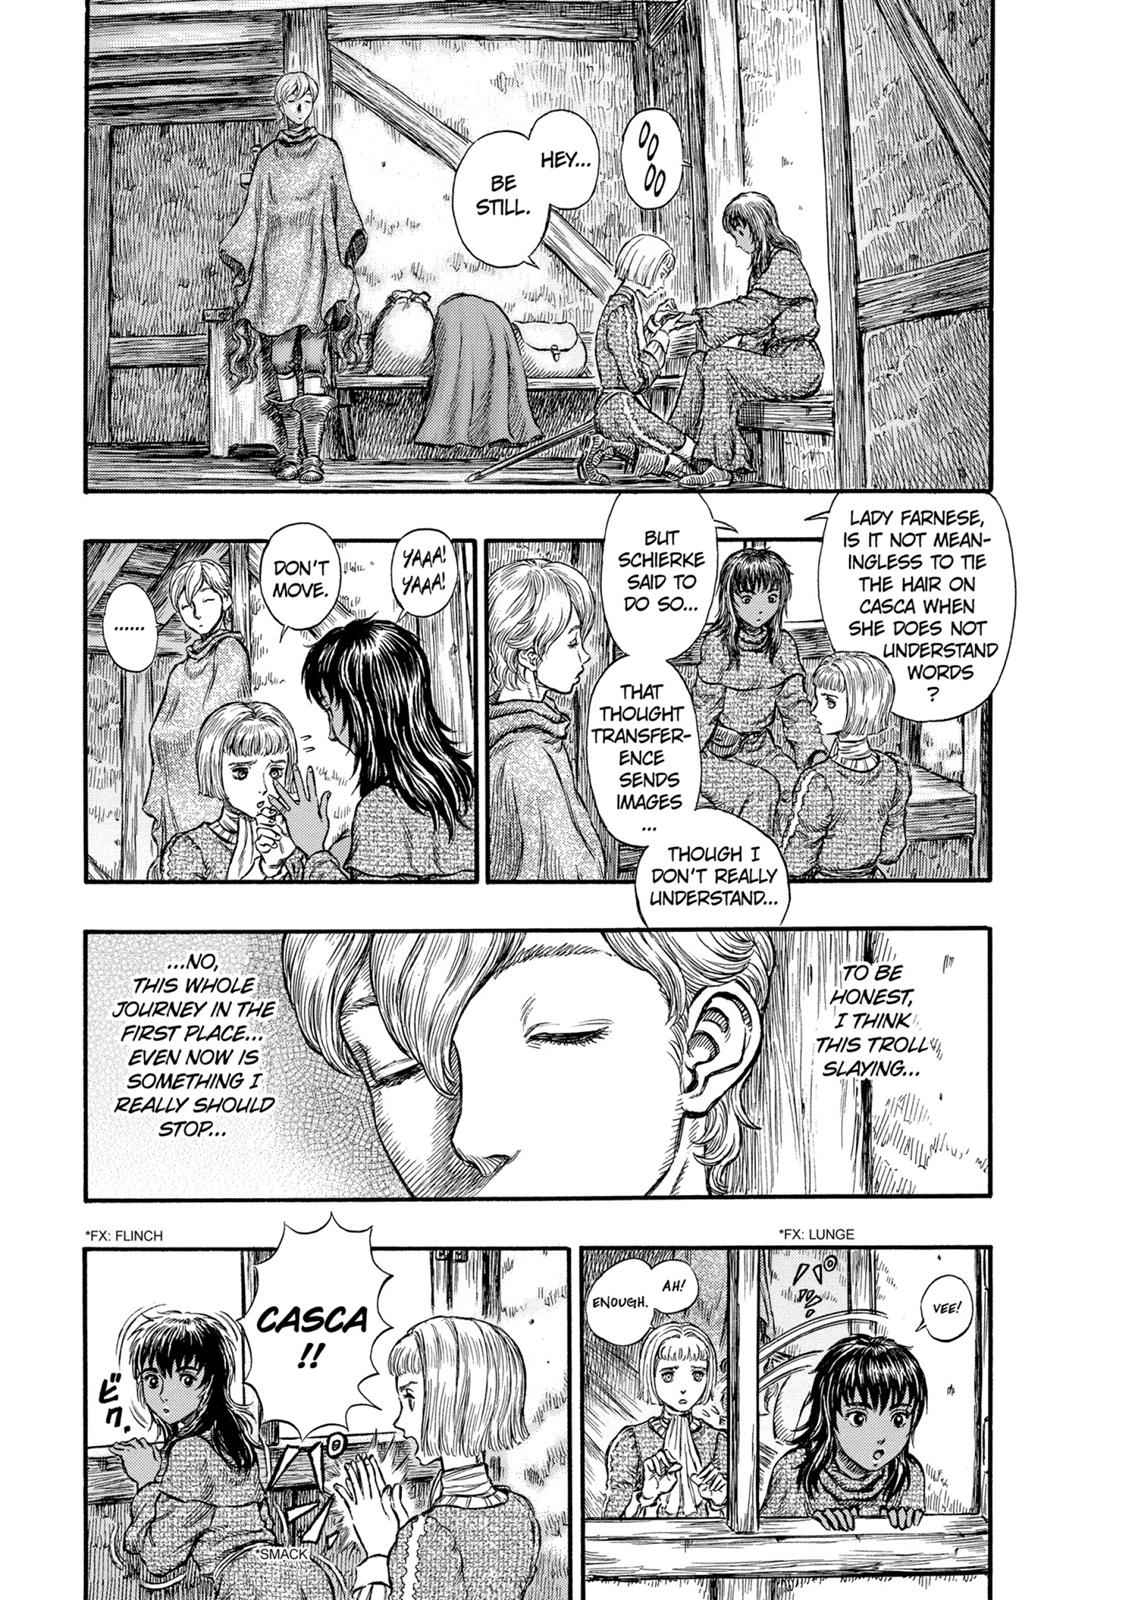 HEY...
BE
STILL.
LADY FARNESE,
IS IT NOT MEAN-
INGLESS TO TIE
THE HAIR ON
CASCA WHEN
SHE DOES NOT
UNDERSTAND
WORDS
?
BUT
SCHIERKE
SAID TO
DO SO...
THAT
THOUGHT
TRANSFER-
ENCE
SENDS
IMAGES
...
THOUGH I
DON'T REALLY
UNDERSTAND...
YAAA!
YAAA!
DON'T
MOVE.
......
TO BE
HONEST,
I THINK
THIS TROLL
SLAYING...
...NO,
THIS WHOLE
JOURNEY IN THE
FIRST PLACE...
EVEN NOW IS
SOMETHING I
REALLY SHOULD
STOP...
*FX: LUNGE
VEE!
AH!
ENOUGH.
*FX: FLINCH
CASCA
!!
ビクッ
*SMACK